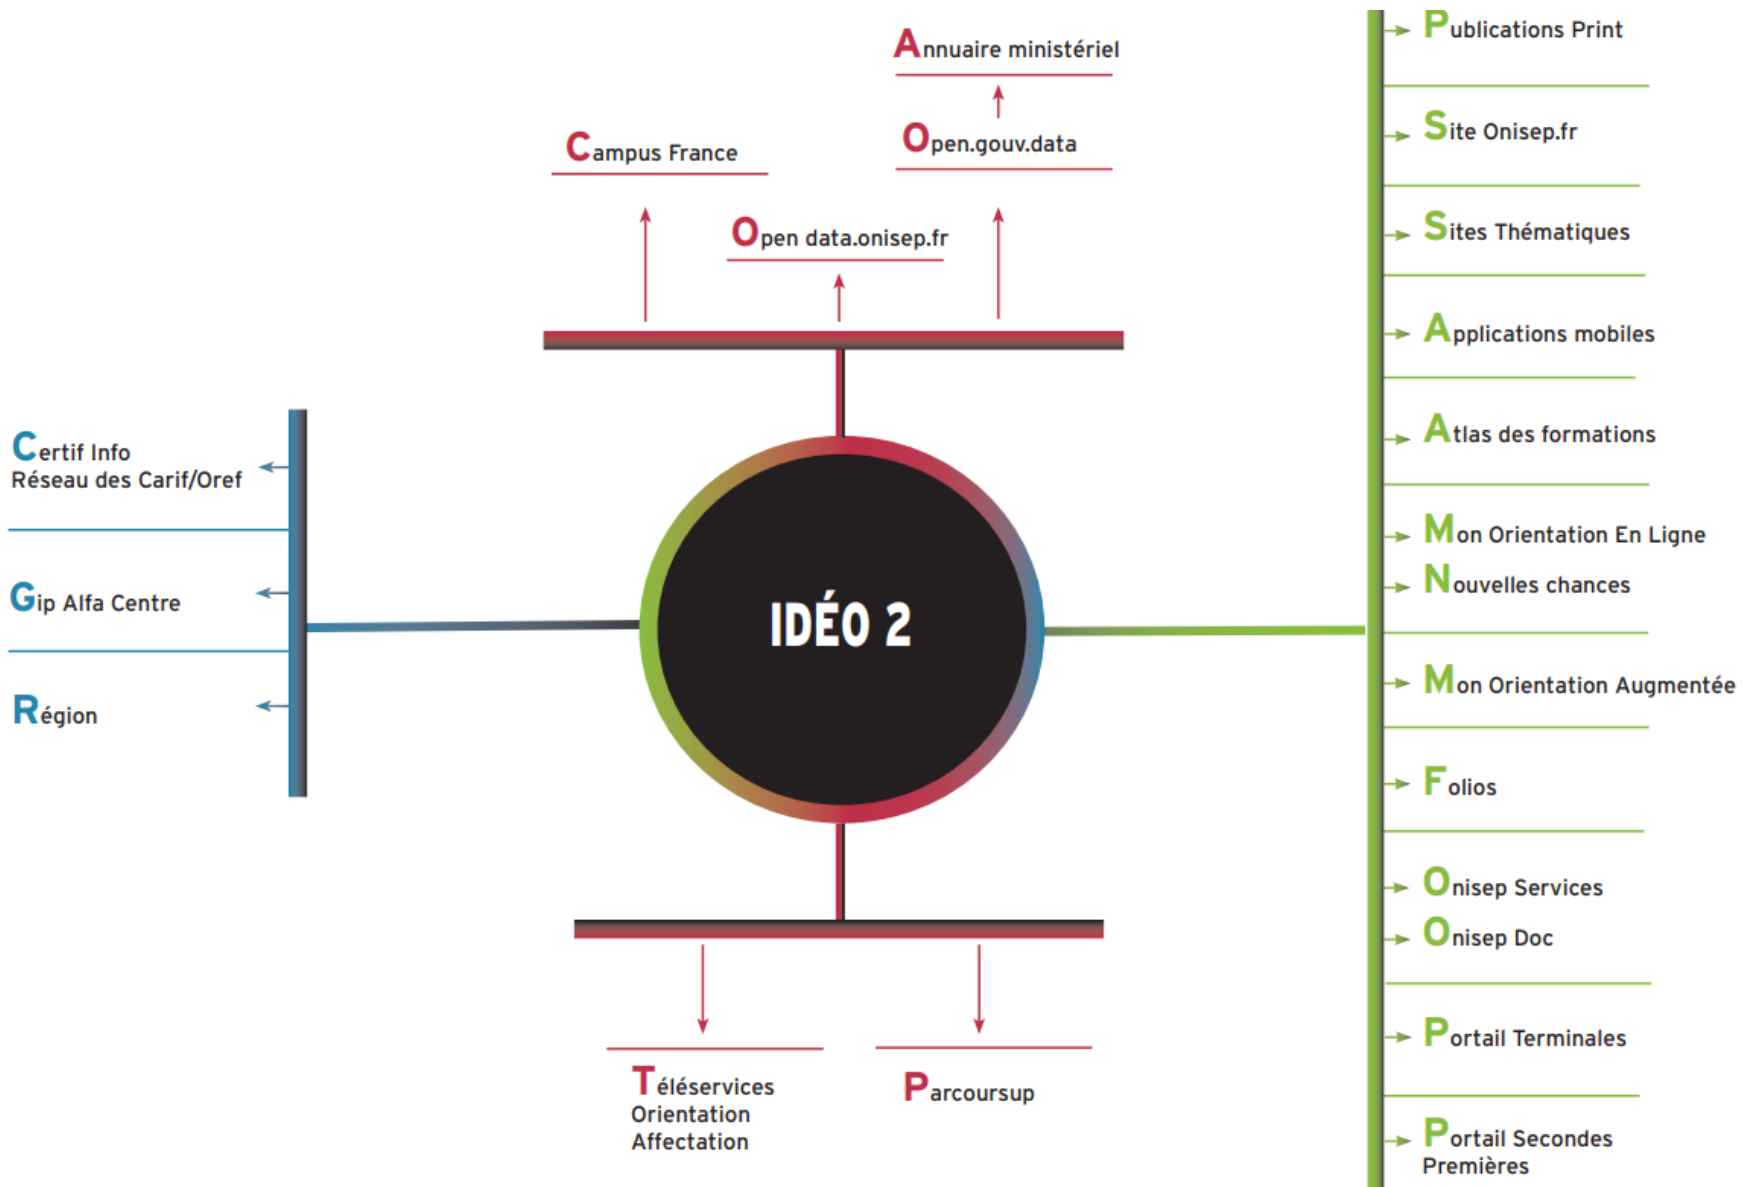 Annuaire ministériel
Open.gouv.data
Campus France
Open data.onisep.fr
Certif Info
Réseau des Carif/Oref
Gip Alfa Centre
Région
IDÉO 2
Téléservices
Orientation
Affectation
Parcoursup
Publications Print
Site Onisep.fr
Sites Thématiques
Applications mobiles
Atlas des formations
Mon Orientation En Ligne
Nouvelles chances
Mon Orientation Augmentée
Folios
Onisep Services
Onisep Doc
Portail Terminales
Portail Secondes
Premières